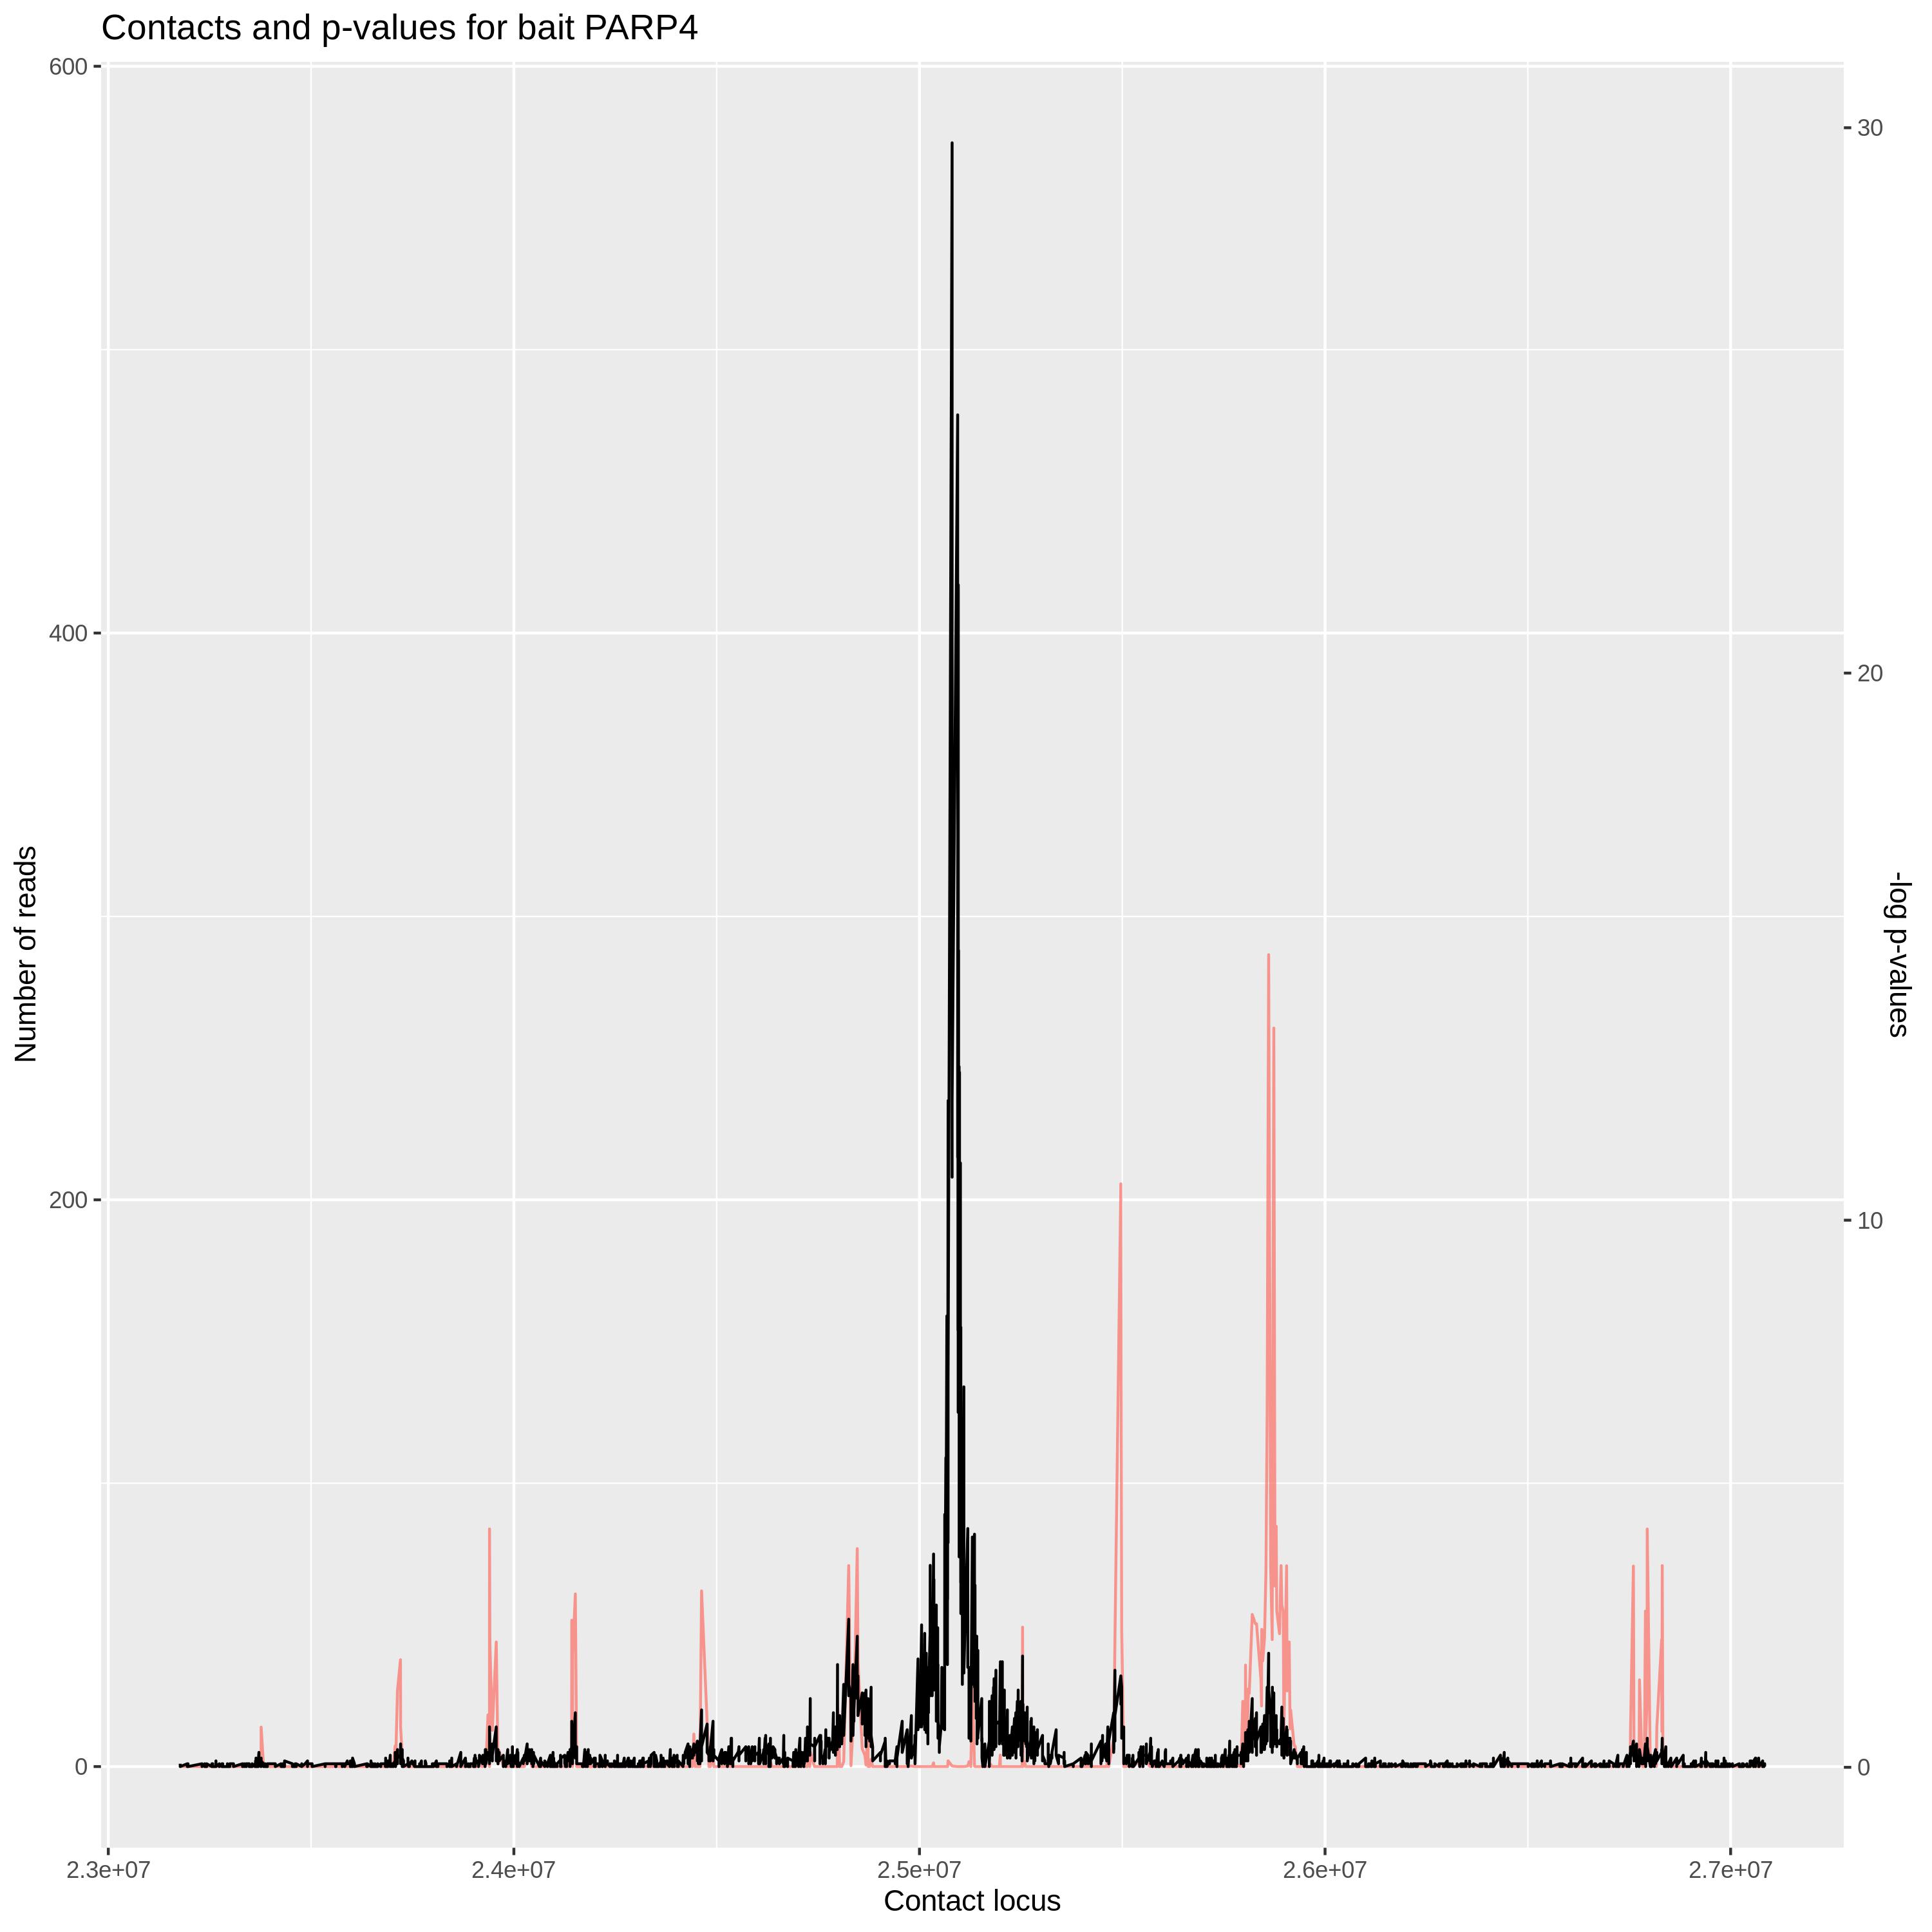 Contacts and p-values for bait PARP4
600
400
200
0
Number of reads
30
20
10
0
-log p-values
2.3e+07
2.4e+07
2.5e+07
2.6e+07
2.7e+07
Contact locus